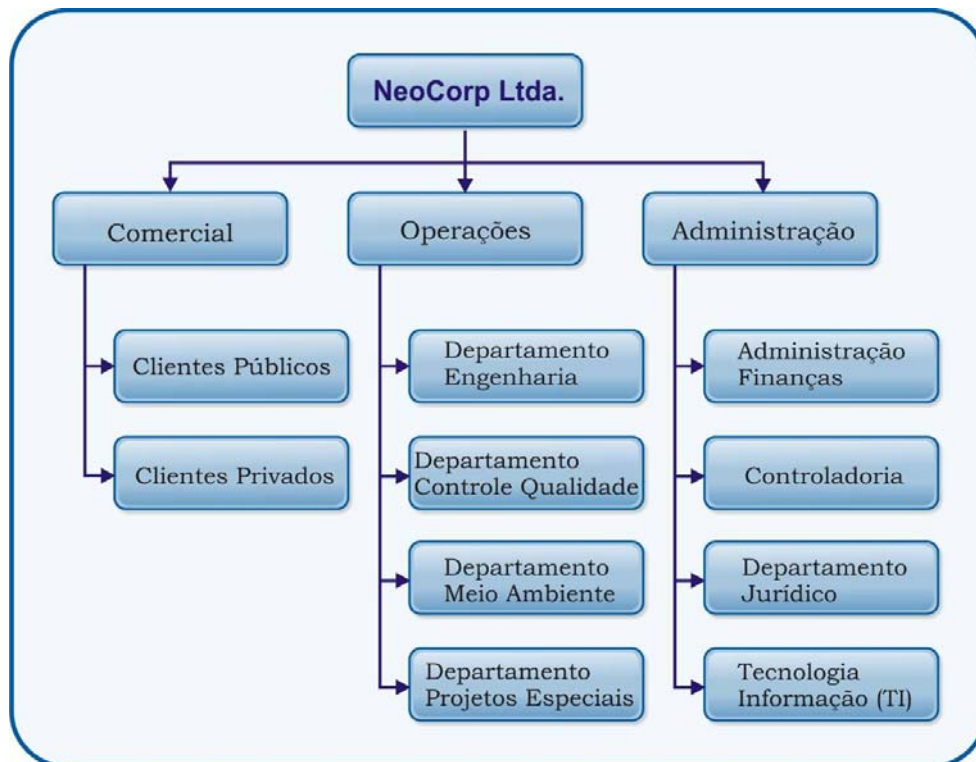 NeoCorp Ltda.
Comercial
Operações
Administração
Clientes Públicos
Clientes Privados
Departamento
Engenharia
Departamento
Controle Qualidade
Departamento
Meio Ambiente
Departamento
Projetos Especiais
Administração
Finanças
Controladoria
Departamento
Jurídico
Tecnologia
Informação (TI)